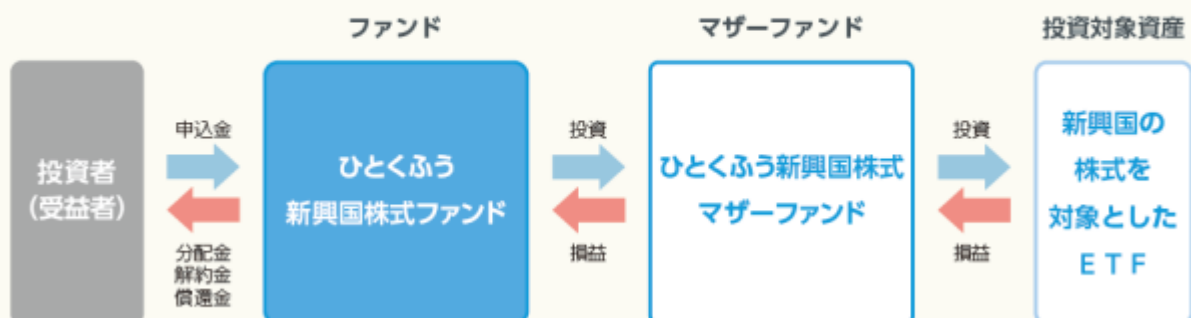 ファンド
マザーファンド
投資対象資産
投資者
(受益者)
申込金
分配金
解約金
償還金
ひとくふう
新興国株式ファンド
投資
損益
ひとくふう新興国株式
マザーファンド
投資
損益
新興国の
株式を
対象とした
ETF